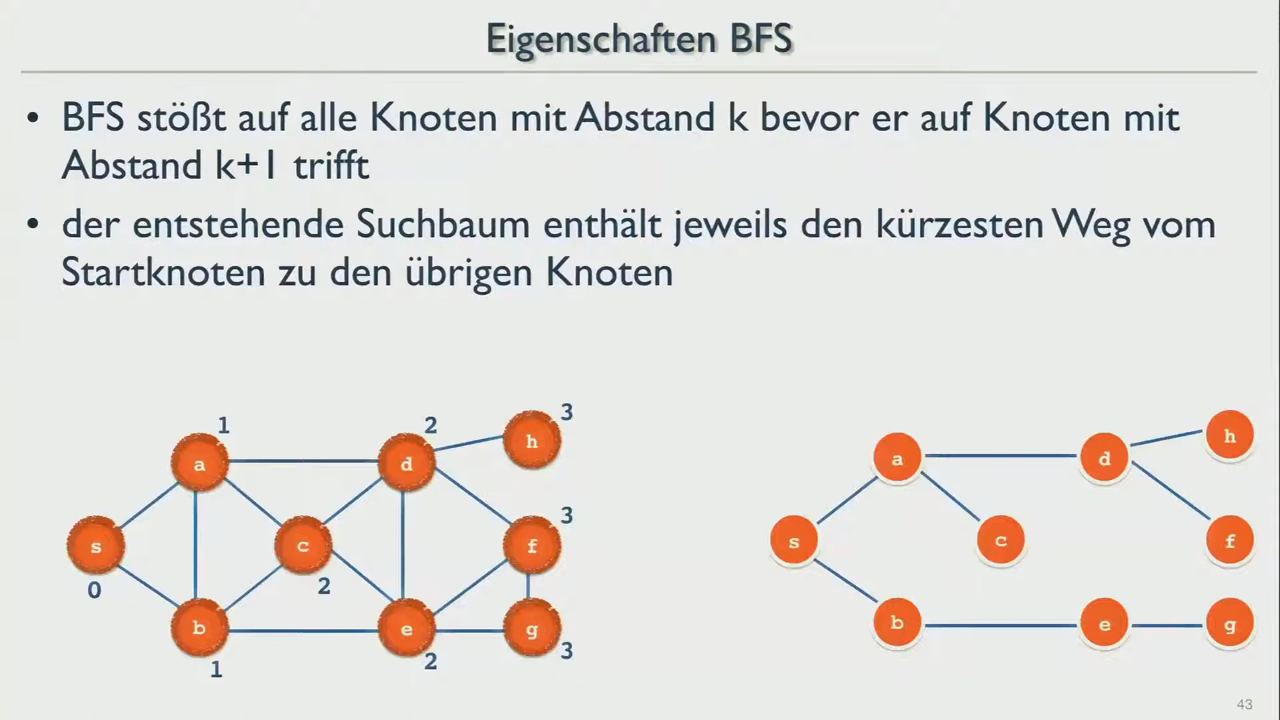 Eigenschaften BFS
• BFS stößt auf alle Knoten mit Abstand k bevor er auf Knoten mit
Abstand k+1 trifft
• der entstehende Suchbaum enthält jeweils den kürzesten Weg vom
Startknoten zu den übrigen Knoten
1
2
3
a
d
h
3
s
c
f
0
2
b
e
g
1
2
3
a
d
h
s
c
f
b
e
g
43